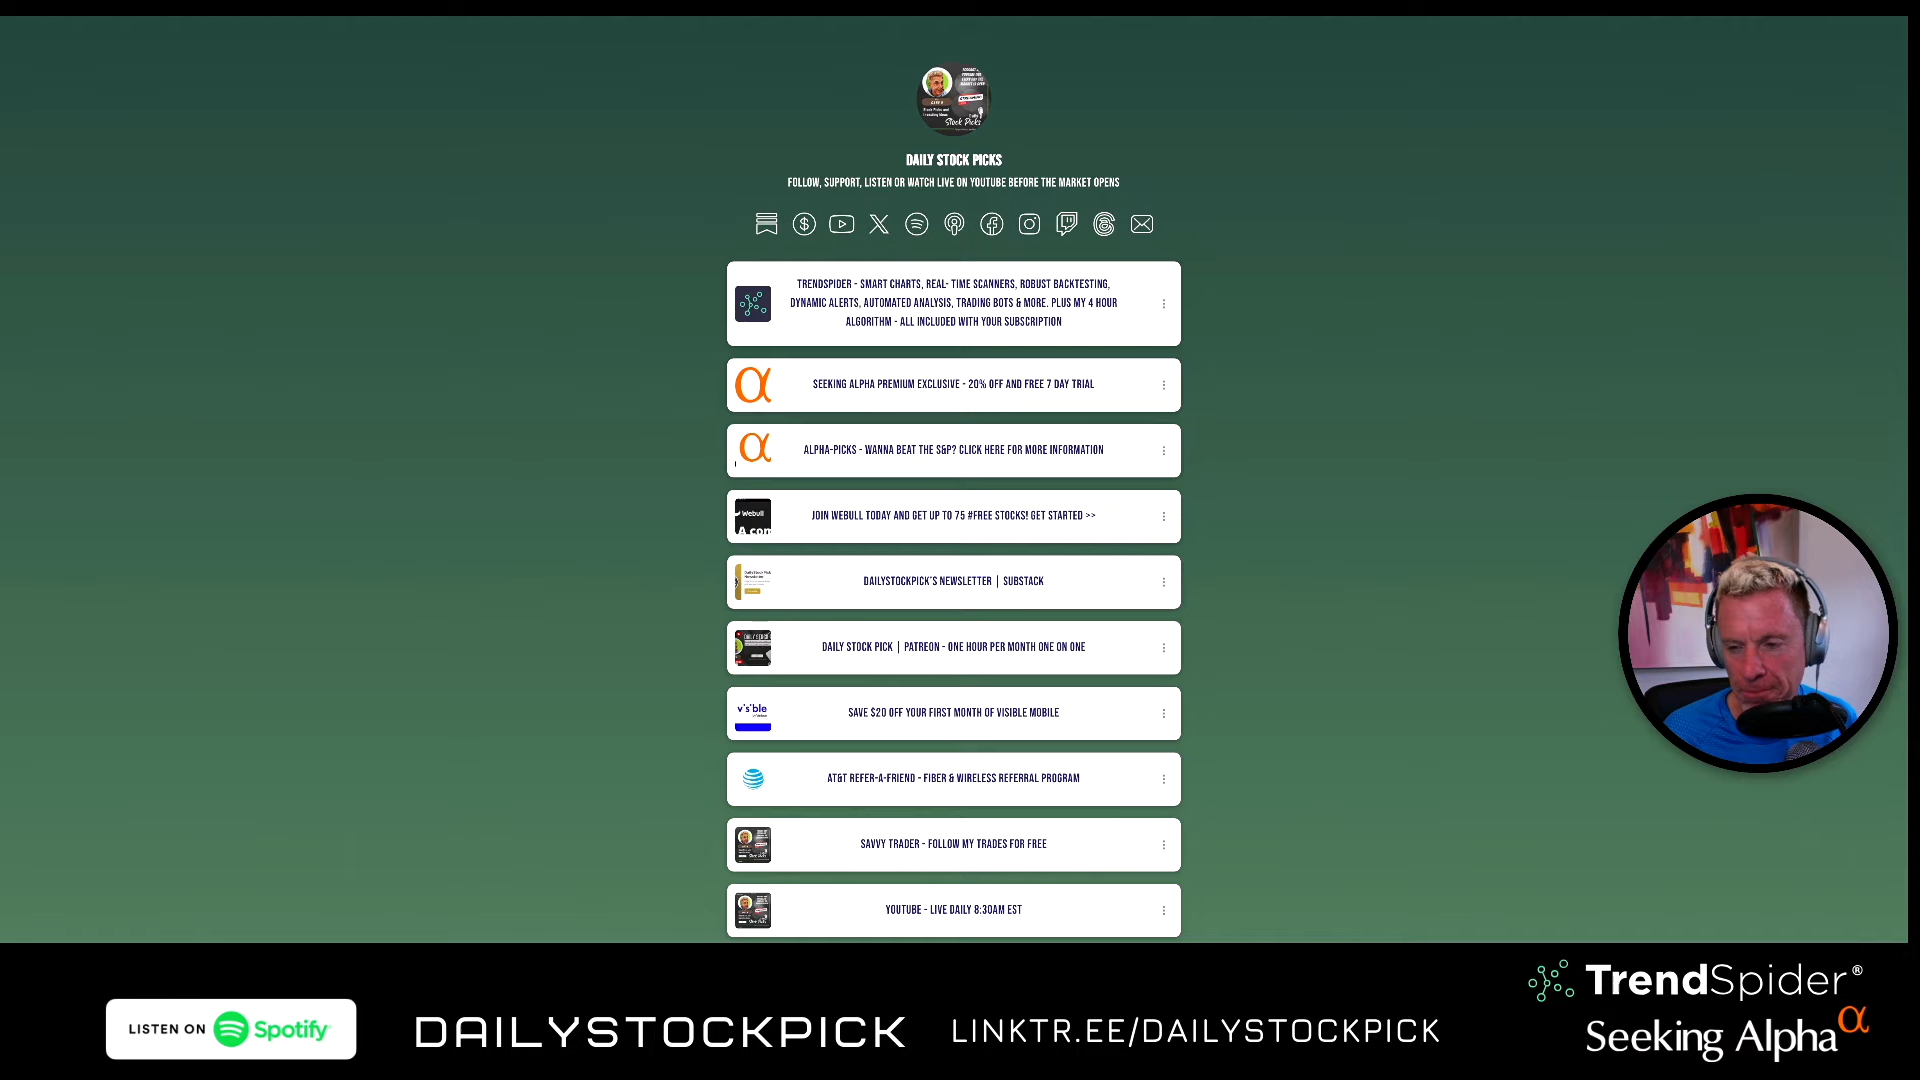 DAILY STOCK PICKS
FOLLOW, SUPPORT, LISTEN OR WATCH LIVE ON YOUTUBE BEFORE THE MARKET OPENS
TRENDSPIDER - SMART CHARTS, REAL- TIME SCANNERS, ROBUST BACKTESTING,
DYNAMIC ALERTS, AUTOMATED ANALYSIS, TRADING BOTS & MORE. PLUS MY 4 HOUR
ALGORITHM - ALL INCLUDED WITH YOUR SUBSCRIPTION
SEEKING ALPHA PREMIUM EXCLUSIVE - 20% OFF AND FREE 7 DAY TRIAL
ALPHA-PICKS - WANNA BEAT THE S&P? CLICK HERE FOR MORE INFORMATION
Webull
A com
JOIN WEBULL TODAY AND GET UP TO 75 #FREE STOCKS! GET STARTED >>
DAILYSTOCKPICK'S NEWSLETTER | SUBSTACK
DAILY STOCK PICK | PATREON - ONE HOUR PER MONTH ONE ON ONE
v*s*ble
SAVE $20 OFF YOUR FIRST MONTH OF VISIBLE MOBILE
AT&T REFER-A-FRIEND - FIBER & WIRELESS REFERRAL PROGRAM
SAVVY TRADER - FOLLOW MY TRADES FOR FREE
YOUTUBE - LIVE DAILY 8:30AM EST
LISTEN ON Spotify
DAILYSTOCKPICK
LINKTR.EE/DAILYSTOCKPICK
TrendSpider®
Seeking Alpha α